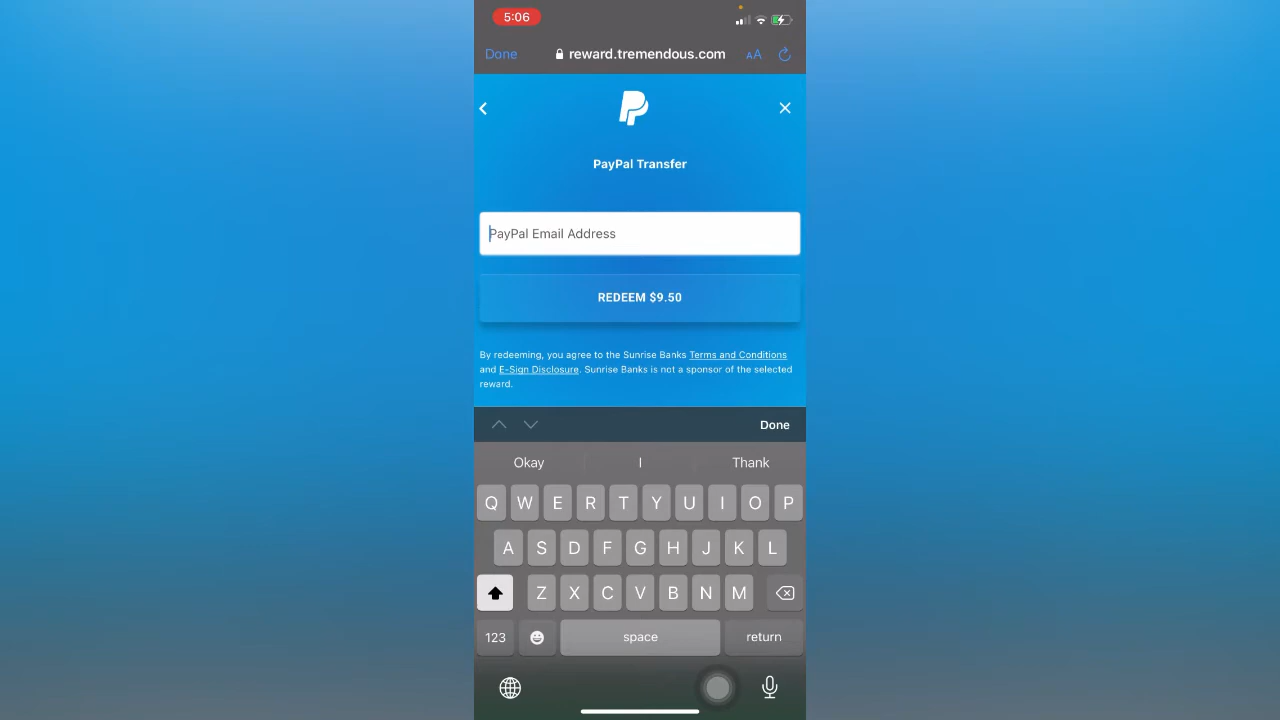 5:06
Done
reward.tremendous.com
AA
PayPal Transfer
PayPal Email Address
REDEEM $9.50
By redeeming, you agree to the Sunrise Banks Terms and Conditions
and E-Sign Disclosure. Sunrise Banks is not a sponsor of the selected
reward.
Done
Okay I Thank
Q W E R T Y U I O P
A S D F G H J K L
Z X C V B N M
123 space return